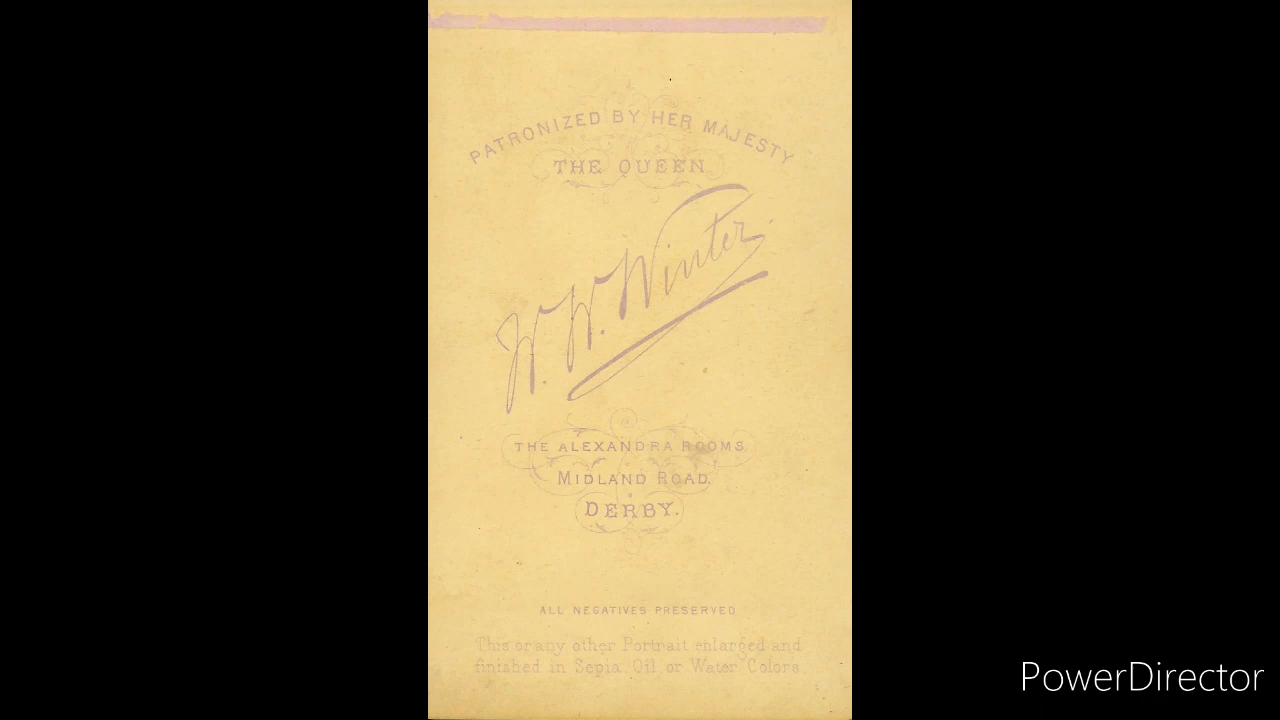 PATRONIZED BY HER MAJESTY
THE QUEEN
W. W. Winter.
THE ALEXANDRA ROOMS.
MIDLAND ROAD.
DERBY.
ALL NEGATIVES PRESERVED
This or any other Portrait enlarged and
finished in Sepia, Oil, or Water Colors.
PowerDirector